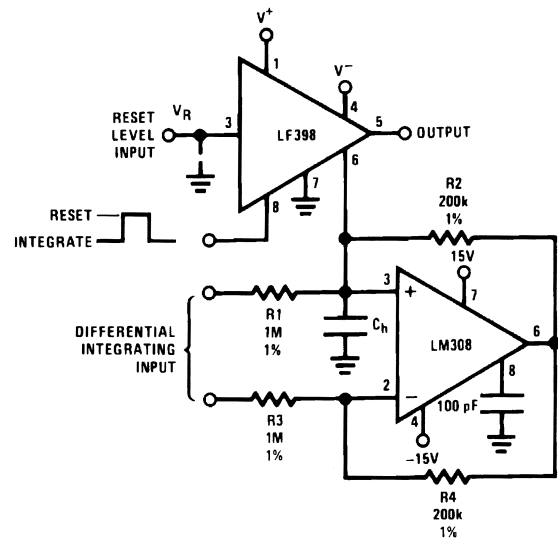 V+
1
V−
4
RESET
LEVEL
INPUT
VR
3
LF398
5
OUTPUT
6
7
8
RESET
INTEGRATE
R2
200k
1%
15V
7
DIFFERENTIAL
INTEGRATING
INPUT
R1
1M
1%
Ch
3
+
LM308
6
2
−
8
100 pF
4
−15V
R3
1M
1%
R4
200k
1%